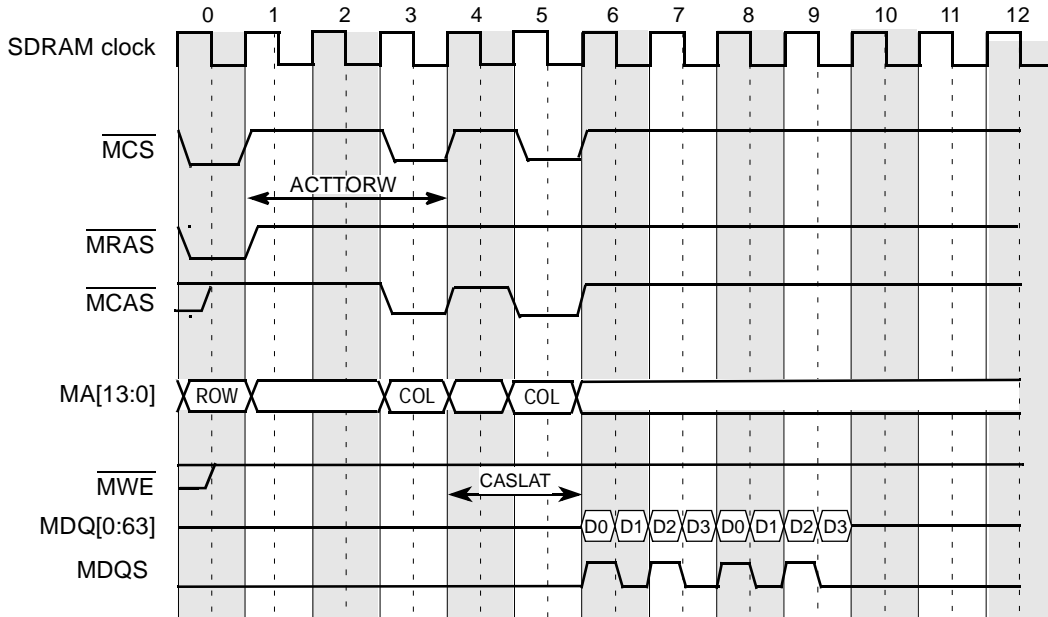 0 1 2 3 4 5 6 7 8 9 10 11 12
SDRAM clock
MCS
ACTTORW
MRAS
MCAS
MA[13:0] ROW COL COL
MWE
CASLAT
MDQ[0:63] D0 D1 D2 D3 D0 D1 D2 D3
MDQS